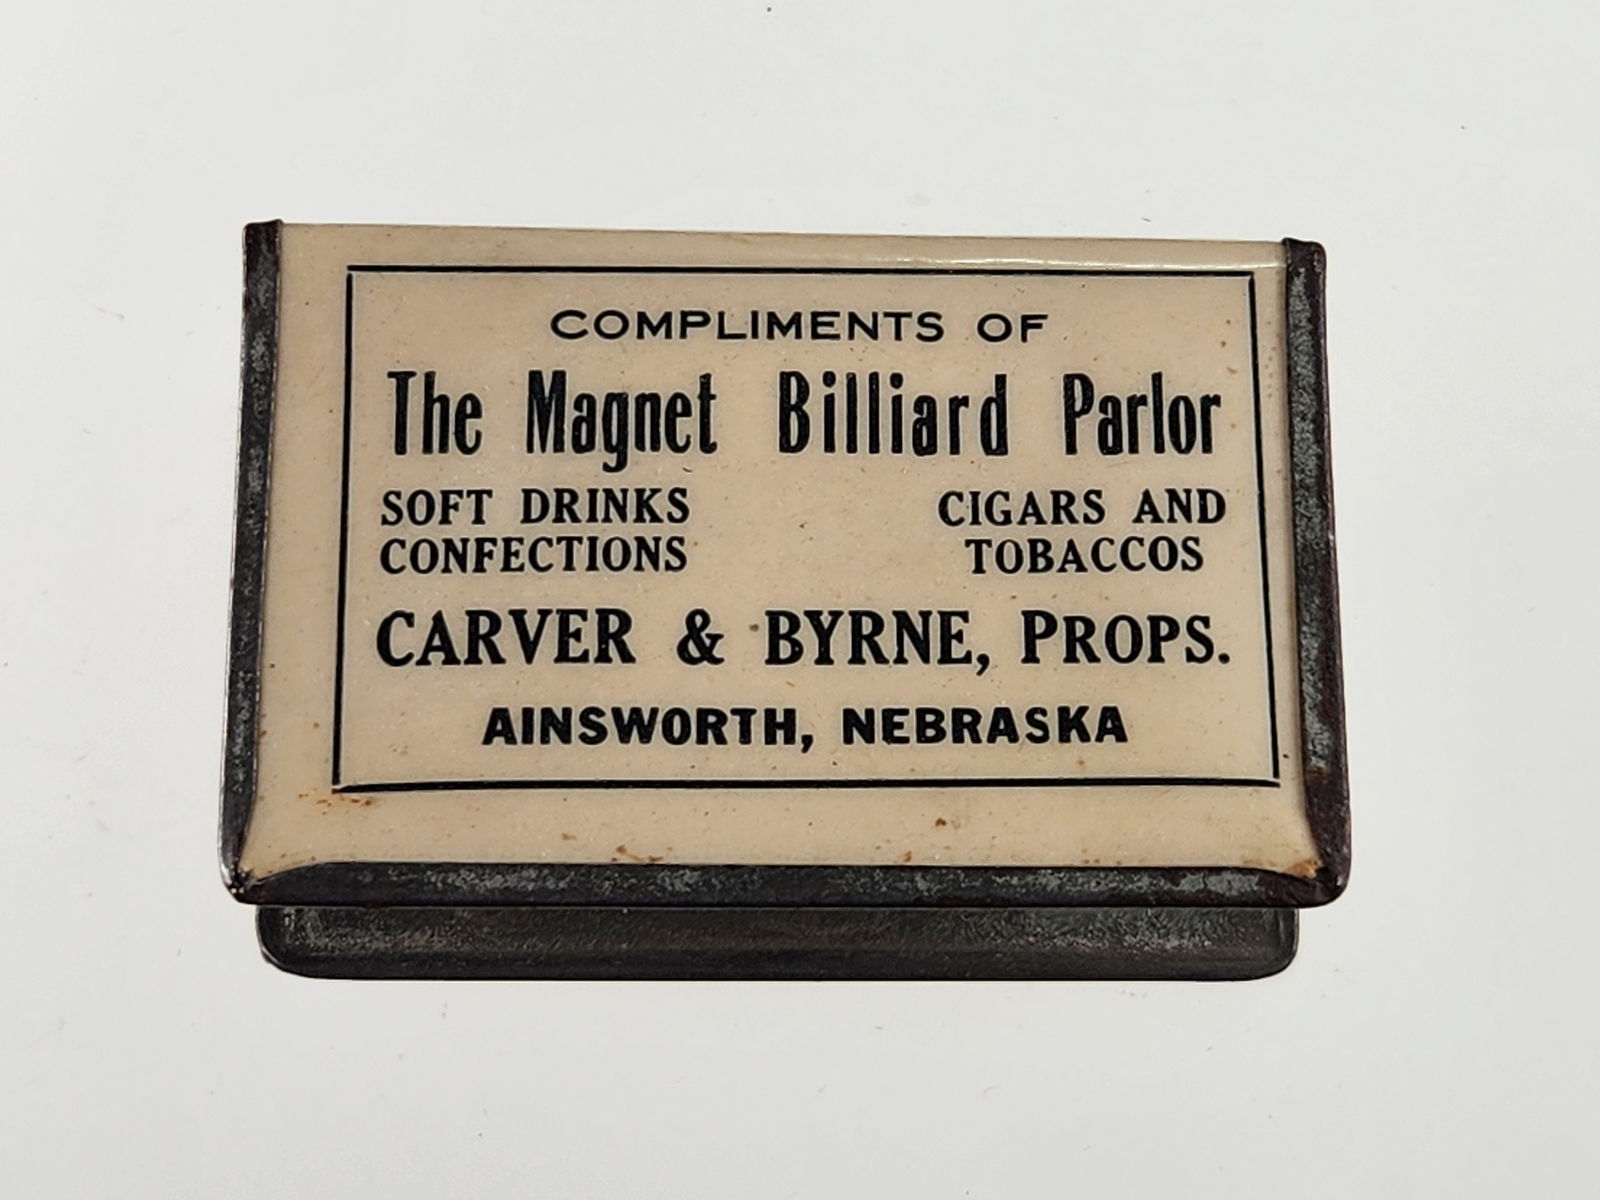 COMPLIMENTS OF
The Magnet Billiard Parlor
SOFT DRINKS CIGARS AND
CONFECTIONS TOBACCOS
CARVER & BYRNE, PROPS.
AINSWORTH, NEBRASKA